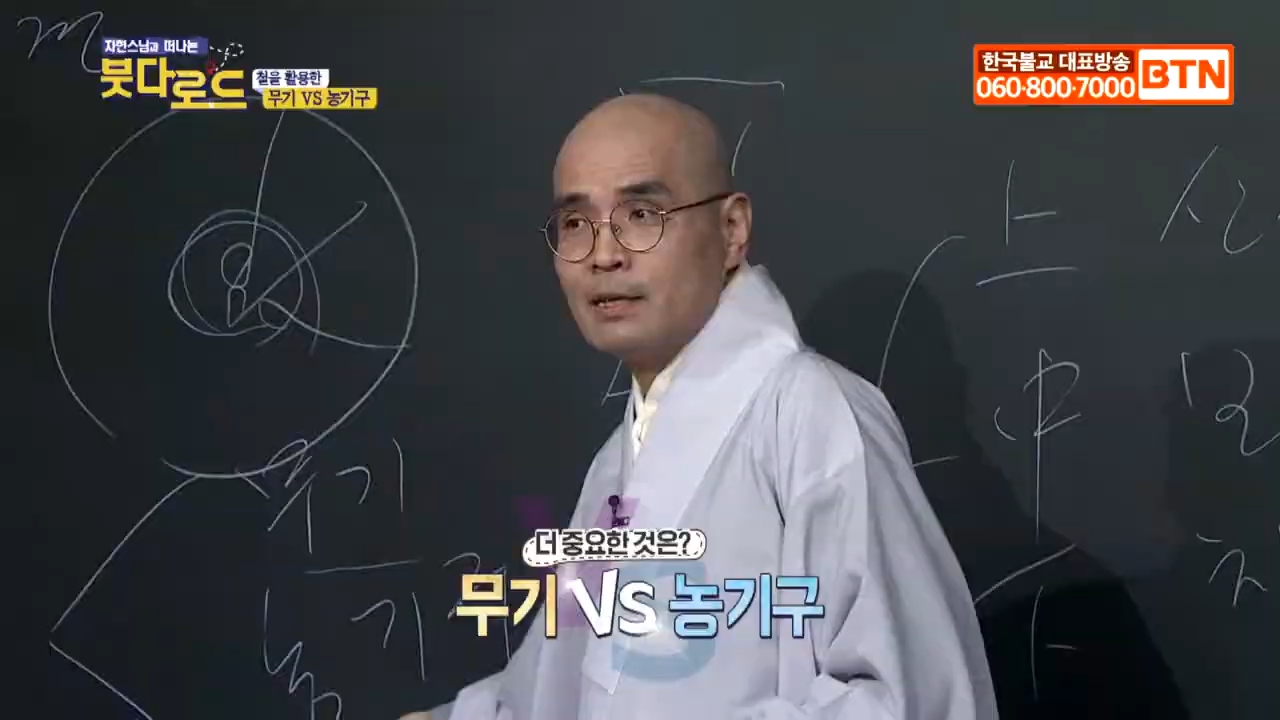 자현스님과 떠나는
붓다로드
철을 활용한
무기 VS 농기구
한국불교 대표방송
060·800·7000
BTN
上
中
무기
농기
더 중요한 것은?
무기 VS 농기구